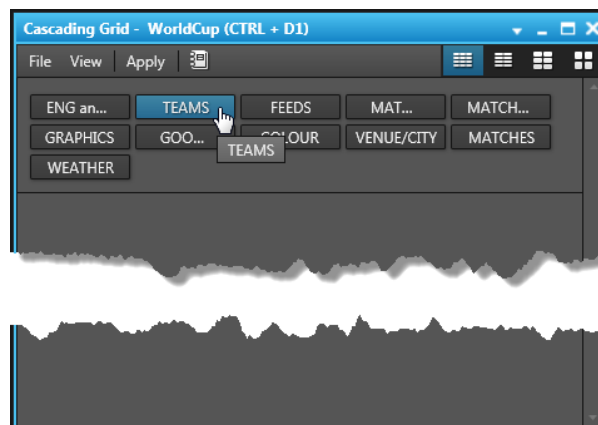 Cascading Grid - WorldCup (CTRL + D1)
File View Apply
ENG an... TEAMS FEEDS MAT... MATCH...
GRAPHICS GOO... COLOUR VENUE/CITY MATCHES
TEAMS
WEATHER